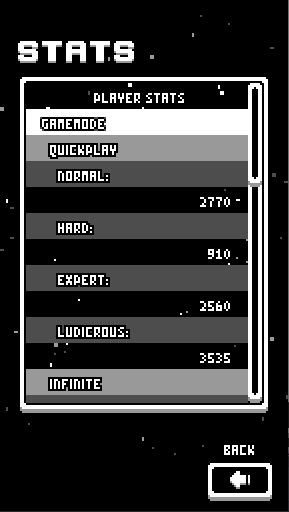 STATS
PLAYER STATS
GAMEMODE
QUICKPLAY
NORMAL:
2770
HARD:
910
EXPERT:
2560
LUDICROUS:
3535
INFINITE
BACK